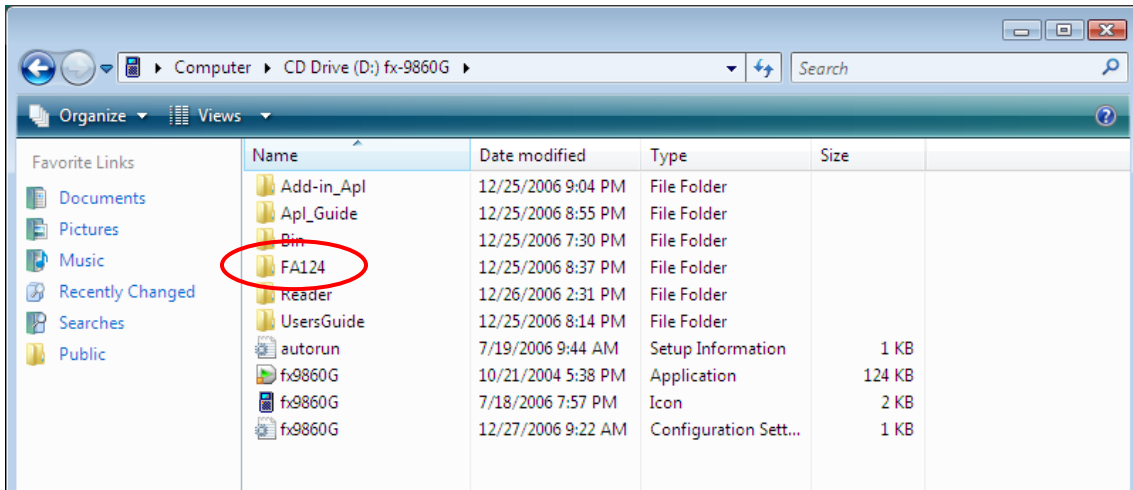 Computer CD Drive (D:) fx-9860G Search
Organize Views
Favorite Links
Documents
Pictures
Music
Recently Changed
Searches
Public
Name Date modified Type Size
Add-in_Apl 12/25/2006 9:04 PM File Folder
Apl_Guide 12/25/2006 8:55 PM File Folder
Bin 12/25/2006 7:30 PM File Folder
FA124 12/25/2006 8:37 PM File Folder
Reader 12/26/2006 2:31 PM File Folder
UsersGuide 12/25/2006 8:14 PM File Folder
autorun 7/19/2006 9:44 AM Setup Information 1 KB
fx9860G 10/21/2004 5:38 PM Application 124 KB
fx9860G 7/18/2006 7:57 PM Icon 2 KB
fx9860G 12/27/2006 9:22 AM Configuration Sett... 1 KB